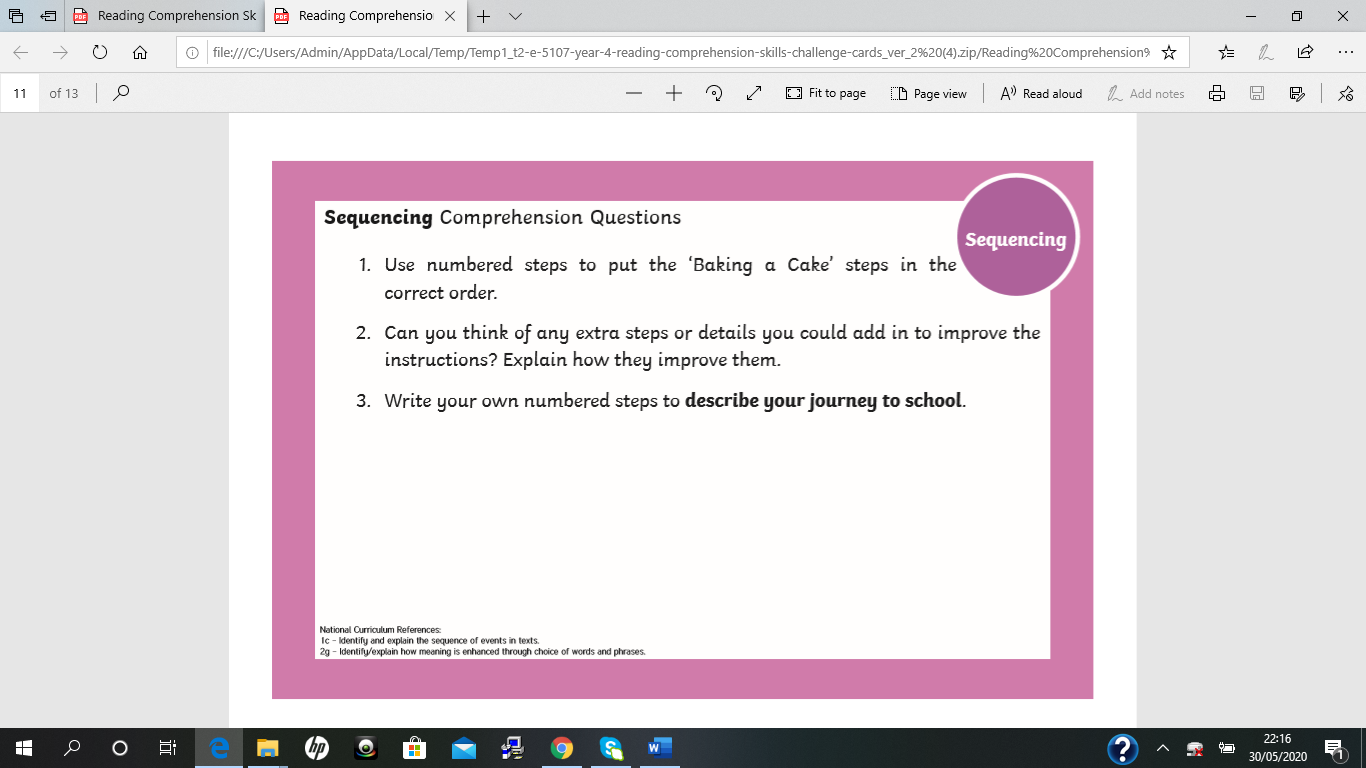 Reading Comprehension Sk
Reading Comprehensio
file:///C:/Users/Admin/AppData/Local/Temp/Temp1_t2-e-5107-year-4-reading-comprehension-skills-challenge-cards_ver_2%20(4).zip/Reading%20Comprehension%
11 of 13
Fit to page
Page view
Read aloud
Add notes
Sequencing Comprehension Questions
Sequencing
1. Use numbered steps to put the ‘Baking a Cake’ steps in the
correct order.
2. Can you think of any extra steps or details you could add in to improve the
instructions? Explain how they improve them.
3. Write your own numbered steps to describe your journey to school.
National Curriculum References:
1c – Identify and explain the sequence of events in texts.
2g – Identify/explain how meaning is enhanced through choice of words and phrases.
22:16
30/05/2020